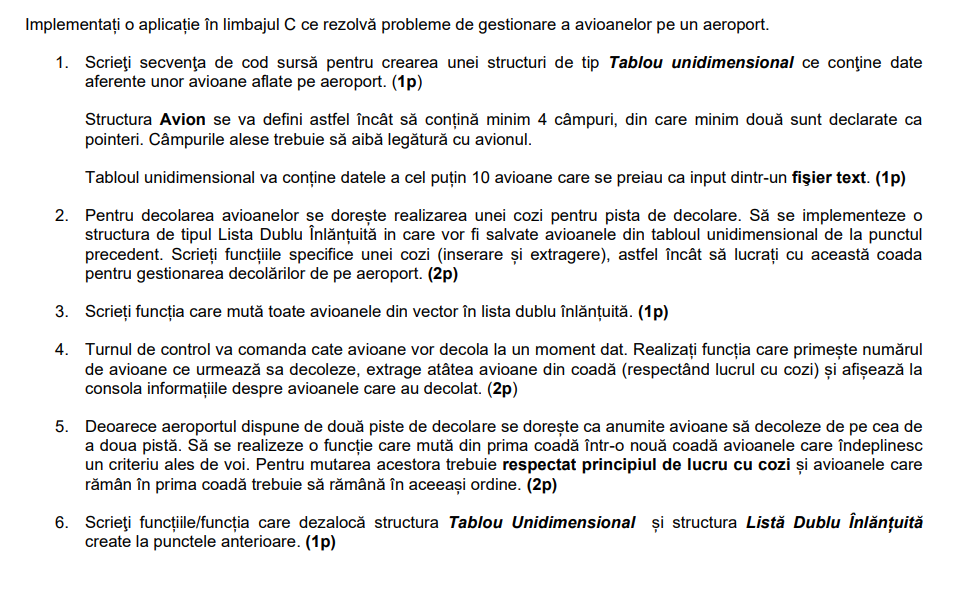 Implementați o aplicație în limbajul C ce rezolvă probleme de gestionare a avioanelor pe un aeroport.
1. Scrieţi secvenţa de cod sursă pentru crearea unei structuri de tip Tablou unidimensional ce conţine date
aferente unor avioane aflate pe aeroport. (1p)
Structura Avion se va defini astfel încât să conțină minim 4 câmpuri, din care minim două sunt declarate ca
pointeri. Câmpurile alese trebuie să aibă legătură cu avionul.
Tabloul unidimensional va conține datele a cel puțin 10 avioane care se preiau ca input dintr-un fişier text. (1p)
2. Pentru decolarea avioanelor se dorește realizarea unei cozi pentru pista de decolare. Să se implementeze o
structura de tipul Lista Dublu Înlănțuită in care vor fi salvate avioanele din tabloul unidimensional de la punctul
precedent. Scrieți funcțiile specifice unei cozi (inserare și extragere), astfel încât să lucrați cu această coada
pentru gestionarea decolărilor de pe aeroport. (2p)
3. Scrieți funcția care mută toate avioanele din vector în lista dublu înlănțuită. (1p)
4. Turnul de control va comanda cate avioane vor decola la un moment dat. Realizați funcția care primește numărul
de avioane ce urmează sa decoleze, extrage atâtea avioane din coadă (respectând lucrul cu cozi) și afișează la
consola informațiile despre avioanele care au decolat. (2p)
5. Deoarece aeroportul dispune de două piste de decolare se dorește ca anumite avioane să decoleze de pe cea de
a doua pistă. Să se realizeze o funcție care mută din prima coadă într-o nouă coadă avioanele care îndeplinesc
un criteriu ales de voi. Pentru mutarea acestora trebuie respectat principiul de lucru cu cozi și avioanele care
rămân în prima coadă trebuie să rămână în aceeași ordine. (2p)
6. Scrieţi funcțiile/funcția care dezalocă structura Tablou Unidimensional și structura Listă Dublu Înlănțuită
create la punctele anterioare. (1p)